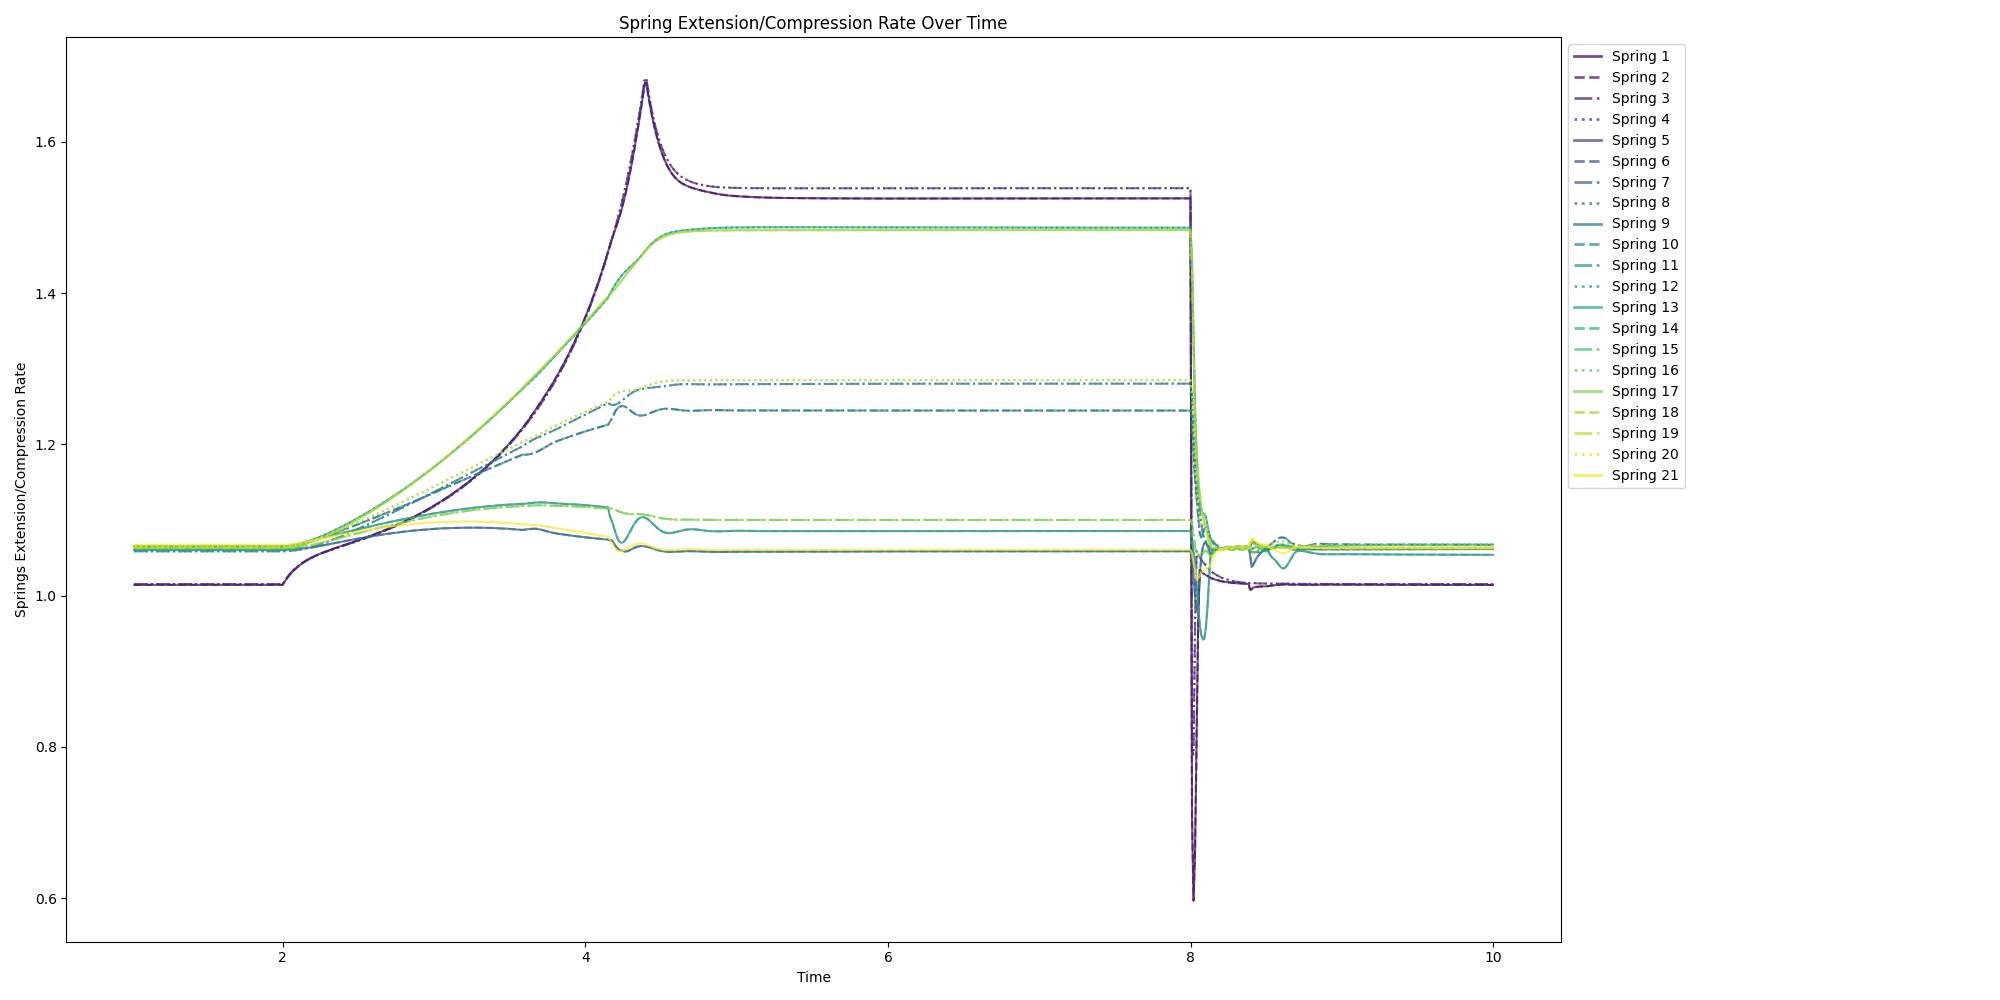 Spring Extension/Compression Rate Over Time
Springs Extension/Compression Rate
1.6
1.4
1.2
1.0
0.8
0.6
2
4
6
8
10
Time
Spring 1
Spring 2
Spring 3
Spring 4
Spring 5
Spring 6
Spring 7
Spring 8
Spring 9
Spring 10
Spring 11
Spring 12
Spring 13
Spring 14
Spring 15
Spring 16
Spring 17
Spring 18
Spring 19
Spring 20
Spring 21